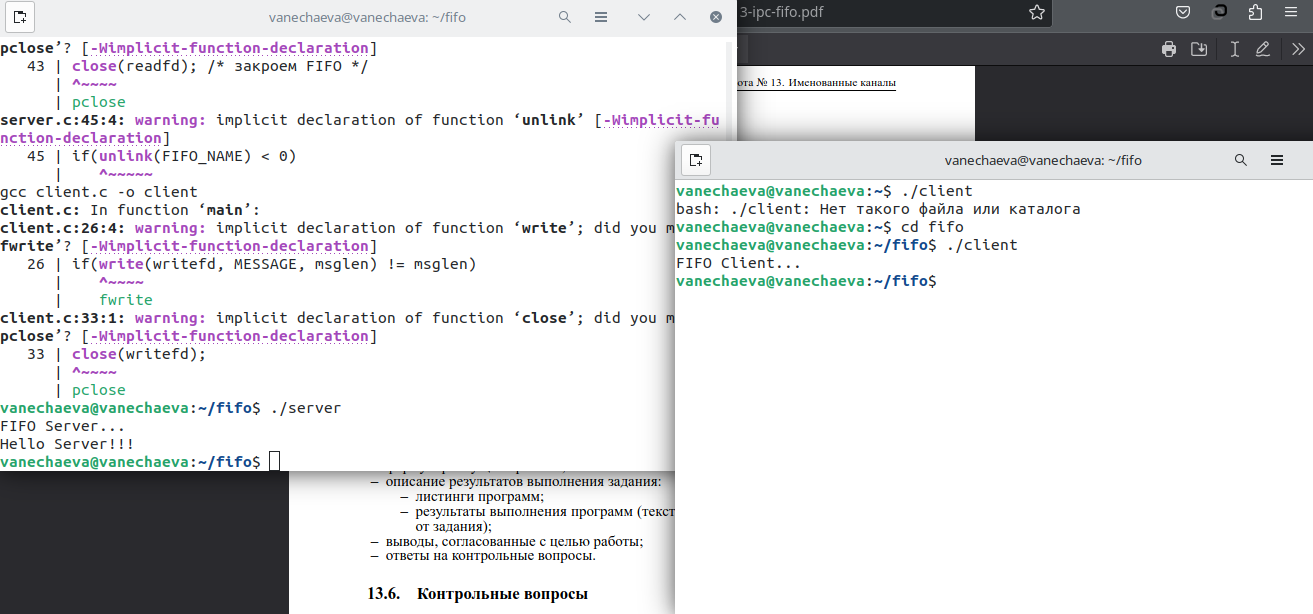 vanechaeva@vanechaeva: ~/fifo
pclose’? [-Wimplicit-function-declaration]
43 | close(readfd); /* закроем FIFO */
| ^~~~~
| pclose
server.c:45:4: warning: implicit declaration of function ‘unlink’ [-Wimplicit-fu
nction-declaration]
45 | if(unlink(FIFO_NAME) < 0)
| ^~~~~~
gcc client.c -o client
client.c: In function ‘main’:
client.c:26:4: warning: implicit declaration of function ‘write’; did you m
fwrite’? [-Wimplicit-function-declaration]
26 | if(write(writefd, MESSAGE, msglen) != msglen)
| ^~~~~
| fwrite
client.c:33:1: warning: implicit declaration of function ‘close’; did you m
pclose’? [-Wimplicit-function-declaration]
33 | close(writefd);
| ^~~~~
| pclose
vanechaeva@vanechaeva:~/fifo$ ./server
FIFO Server...
Hello Server!!!
vanechaeva@vanechaeva:~/fifo$
3-ipc-fifo.pdf
ота № 13. Именованные каналы
vanechaeva@vanechaeva: ~/fifo
vanechaeva@vanechaeva:~$ ./client
bash: ./client: Нет такого файла или каталога
vanechaeva@vanechaeva:~$ cd fifo
vanechaeva@vanechaeva:~/fifo$ ./client
FIFO Client...
vanechaeva@vanechaeva:~/fifo$
– описание результатов выполнения задания:
– листинги программ;
– результаты выполнения программ (текст
от задания);
– выводы, согласованные с целью работы;
– ответы на контрольные вопросы.
13.6. Контрольные вопросы